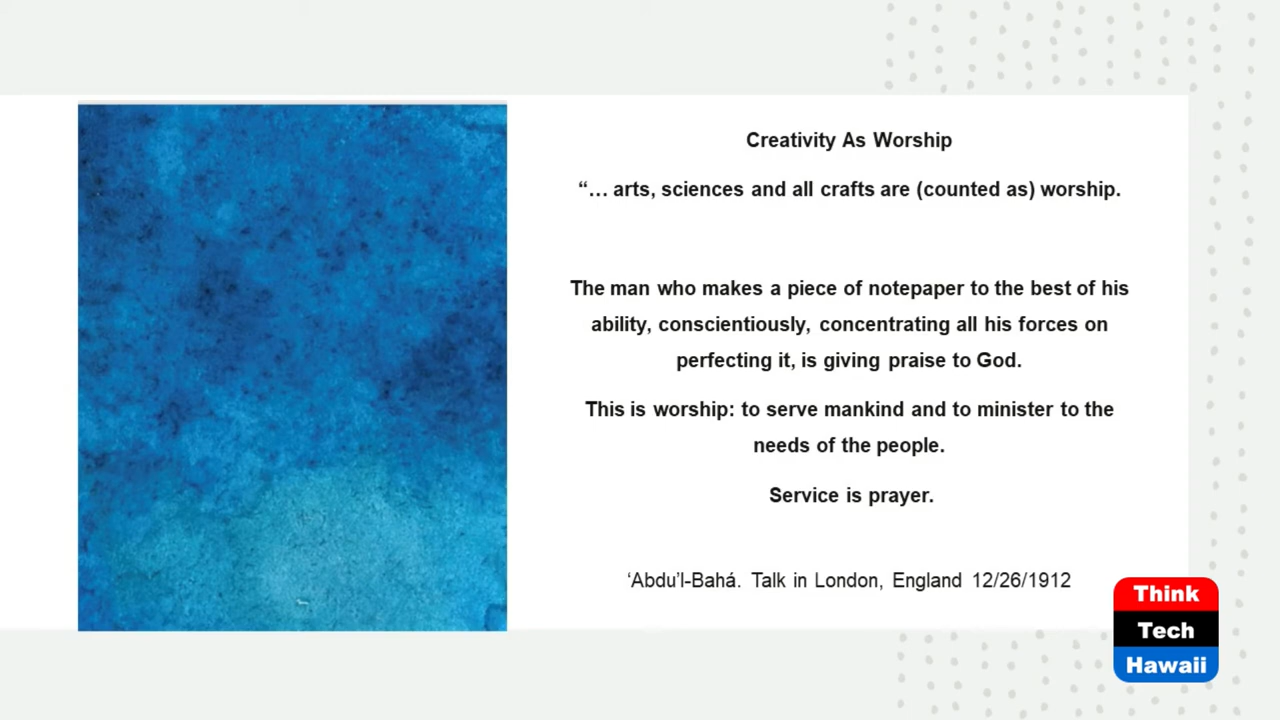 Creativity As Worship
“… arts, sciences and all crafts are (counted as) worship.
The man who makes a piece of notepaper to the best of his
ability, conscientiously, concentrating all his forces on
perfecting it, is giving praise to God.
This is worship: to serve mankind and to minister to the
needs of the people.
Service is prayer.
‘Abdu’l-Bahá. Talk in London, England 12/26/1912
Think
Tech
Hawaii